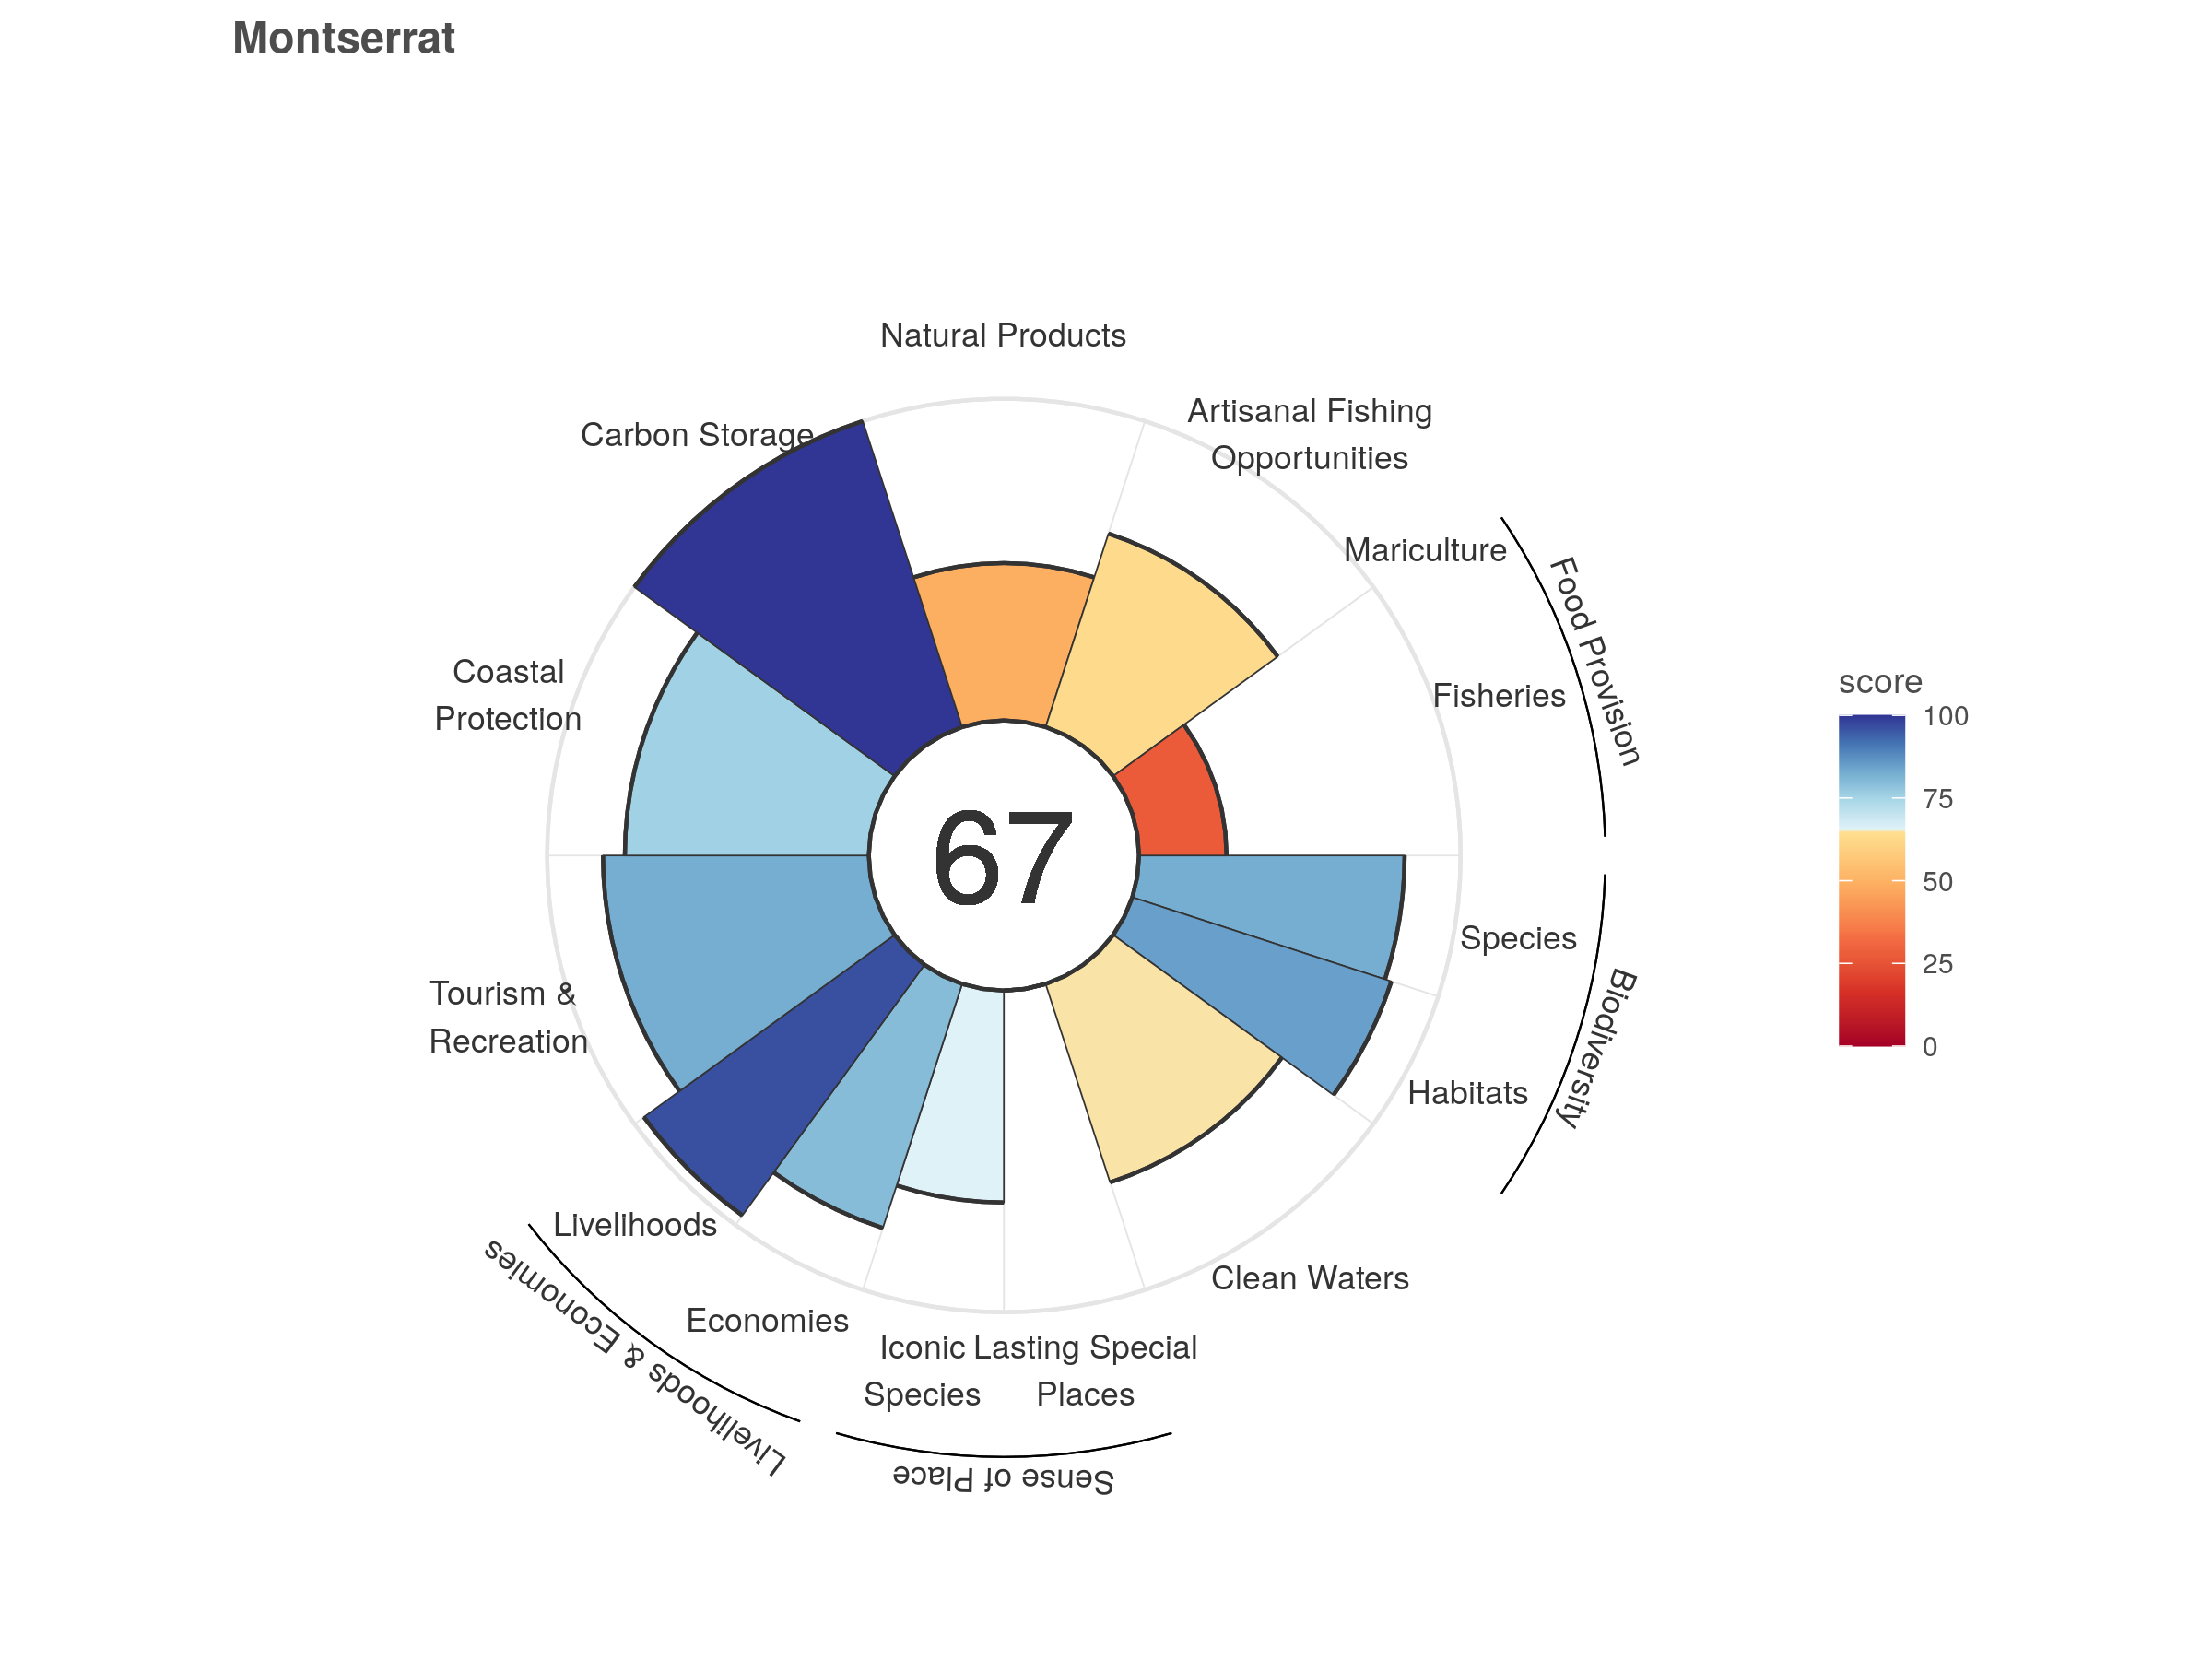 Montserrat
Natural Products
Artisanal Fishing
Opportunities
Carbon Storage
Mariculture
Food Provision
Fisheries
Coastal
Protection
score
100
75
50
25
0
67
Species
Biodiversity
Tourism &
Recreation
Habitats
Livelihoods
Clean Waters
Economies
Livelihoods & Economies
Iconic
Species
Lasting Special
Places
Sense of Place